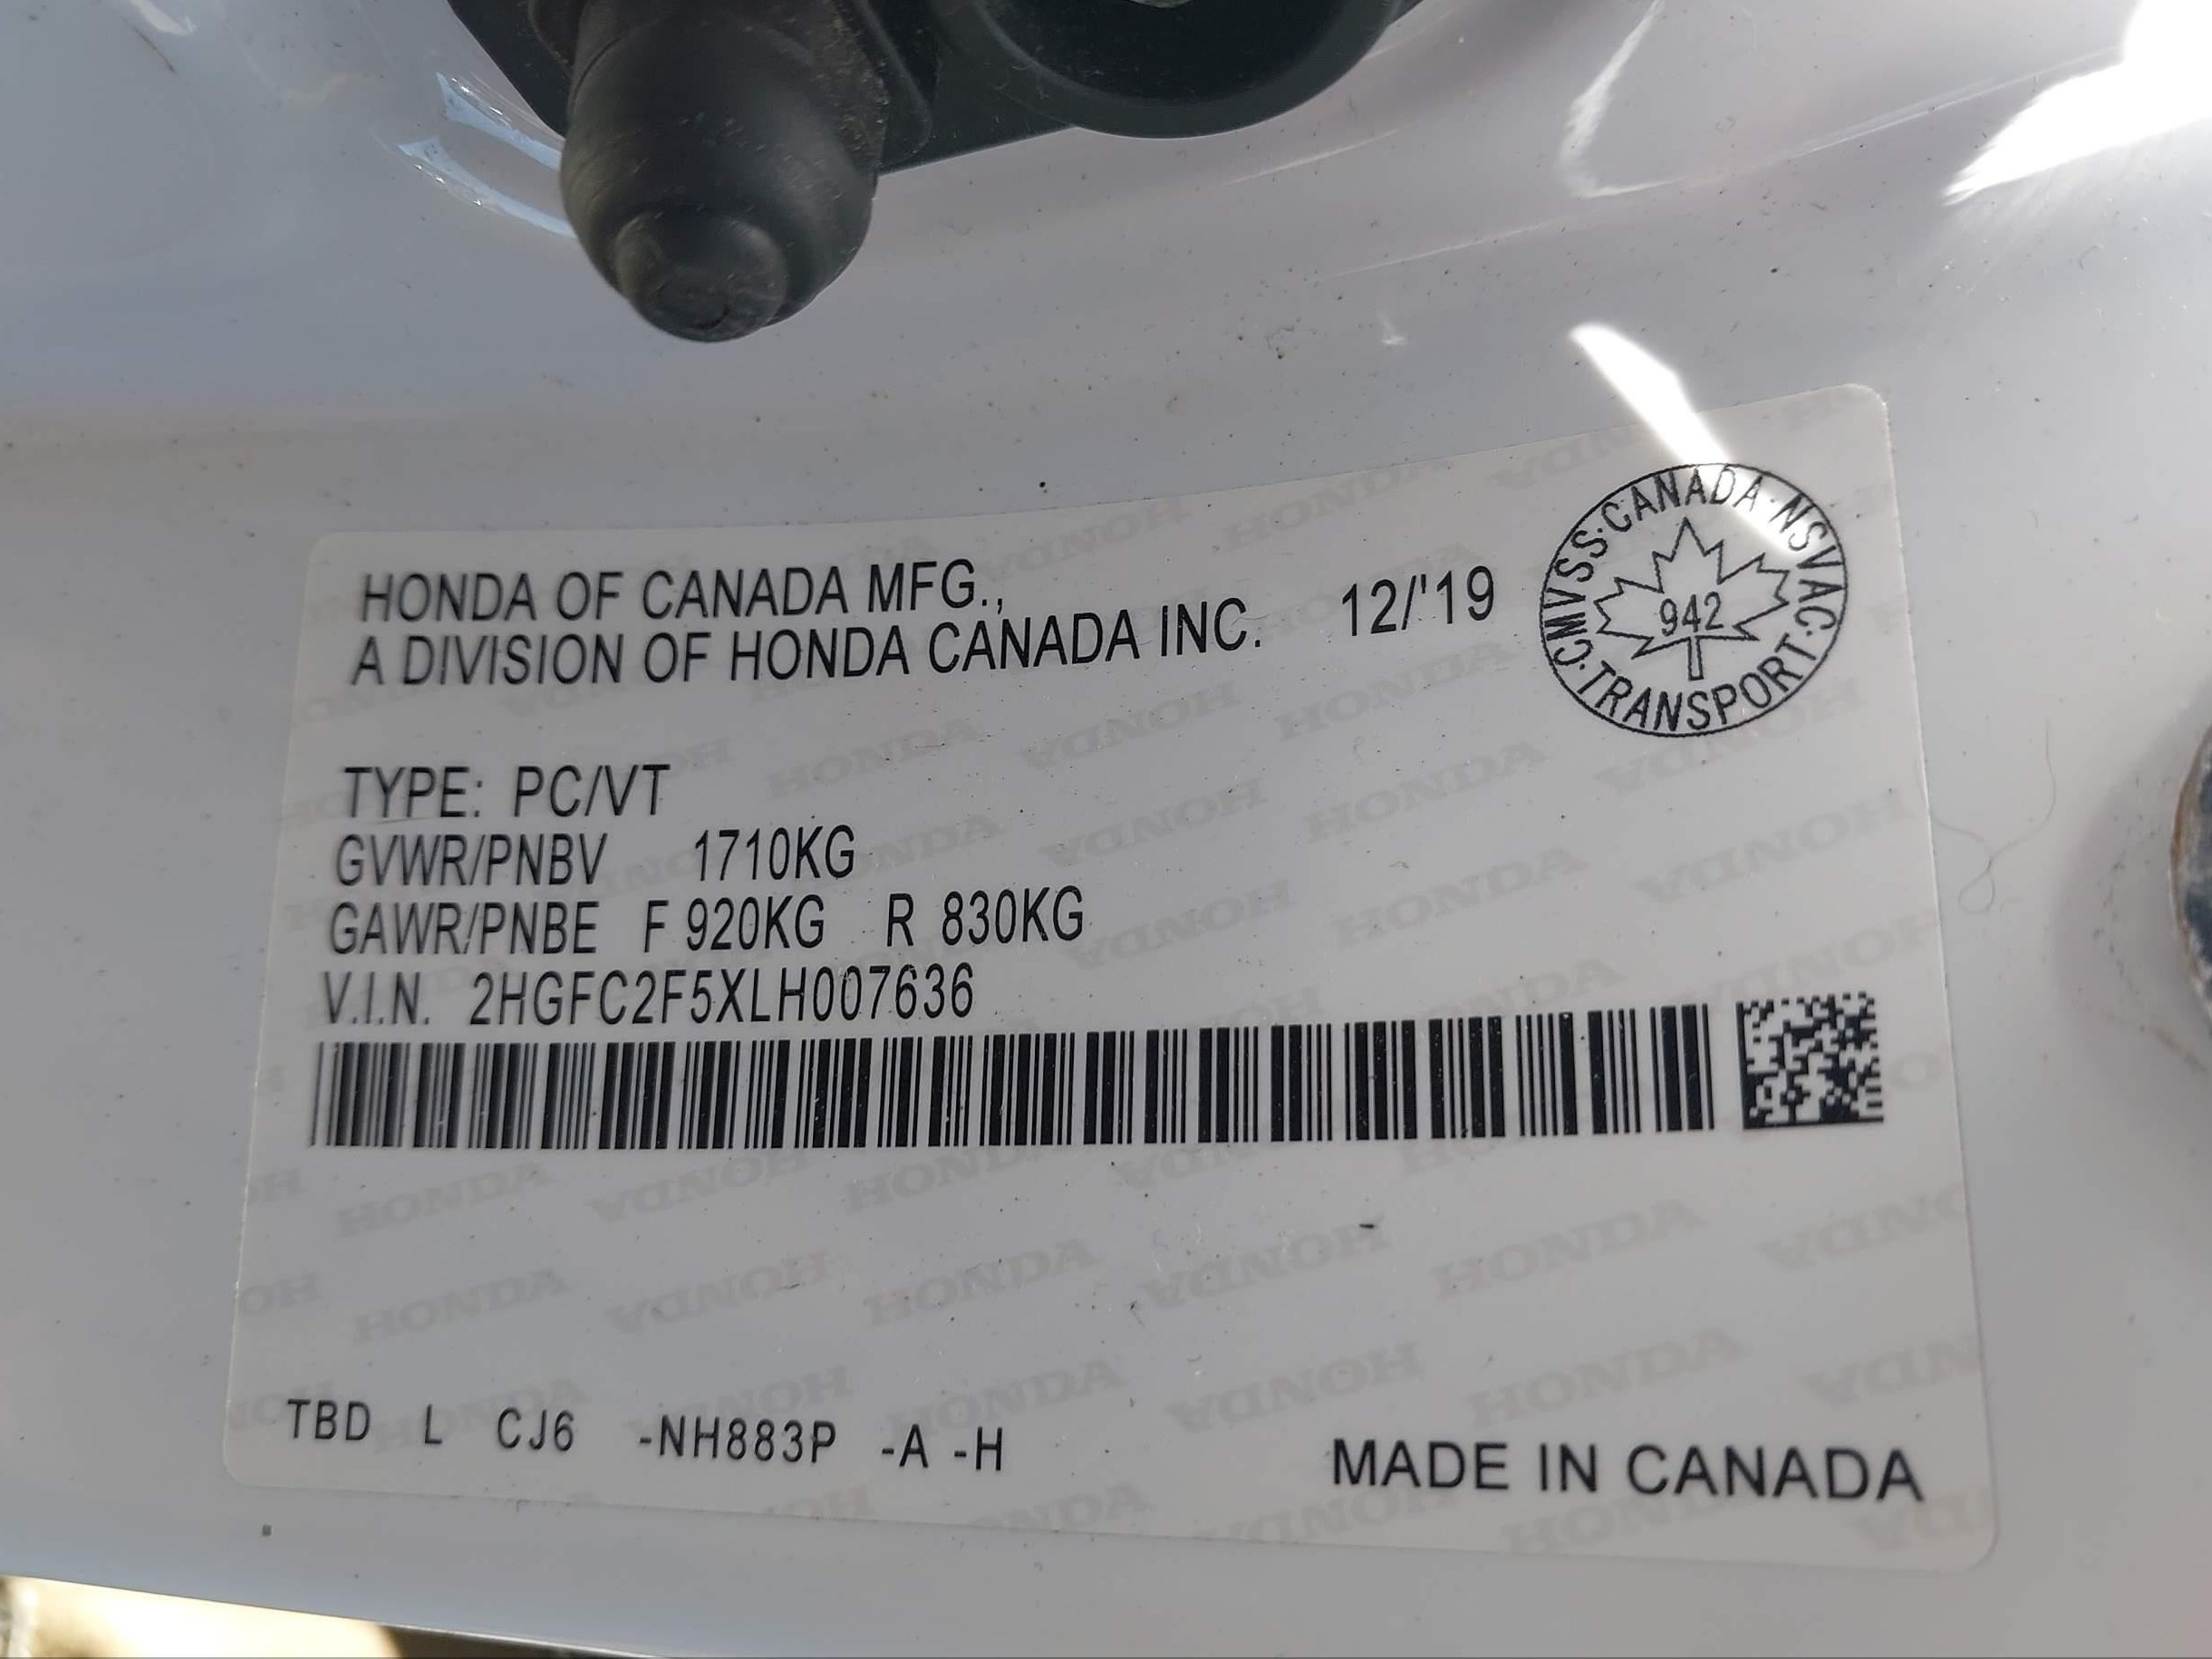 HONDA OF CANADA MFG.,
A DIVISION OF HONDA CANADA INC. 12/'19
CANADA · NSVAC · TRANSPORT · CNVSS ·
942
TYPE: PC/VT
GVWR/PNBV 1710KG
GAWR/PNBE F 920KG R 830KG
V.I.N. 2HGFC2F5XLH007636
TBD L CJ6 -NH883P -A -H
MADE IN CANADA